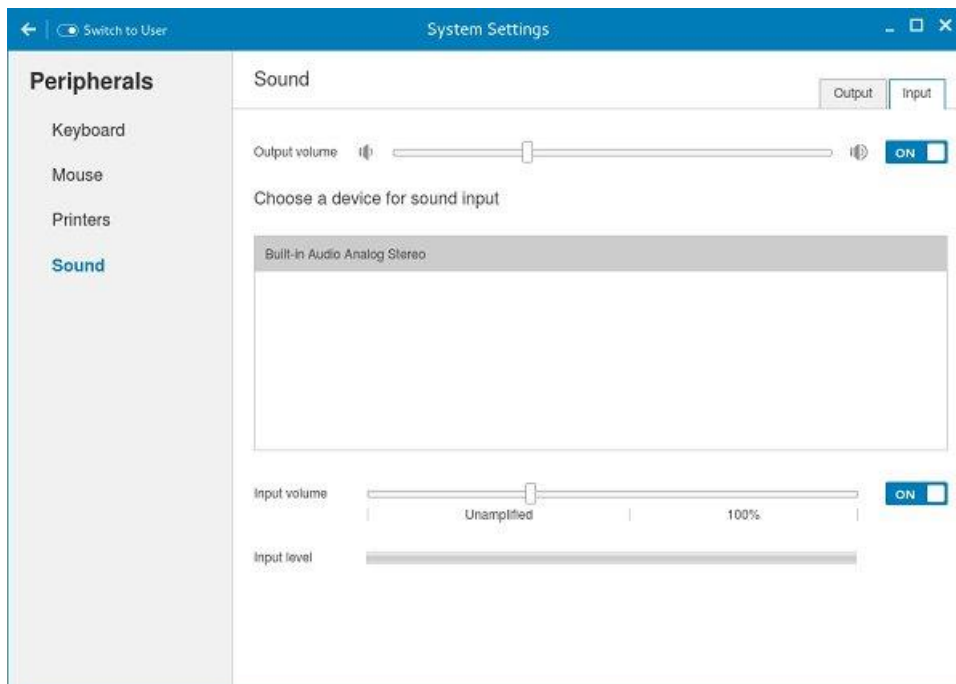 Switch to User
System Settings
Peripherals
Keyboard
Mouse
Printers
Sound
Sound
Output
Input
Output volume
ON
Choose a device for sound input
Built-in Audio Analog Stereo
Input volume
ON
Unamplified
100%
Input level